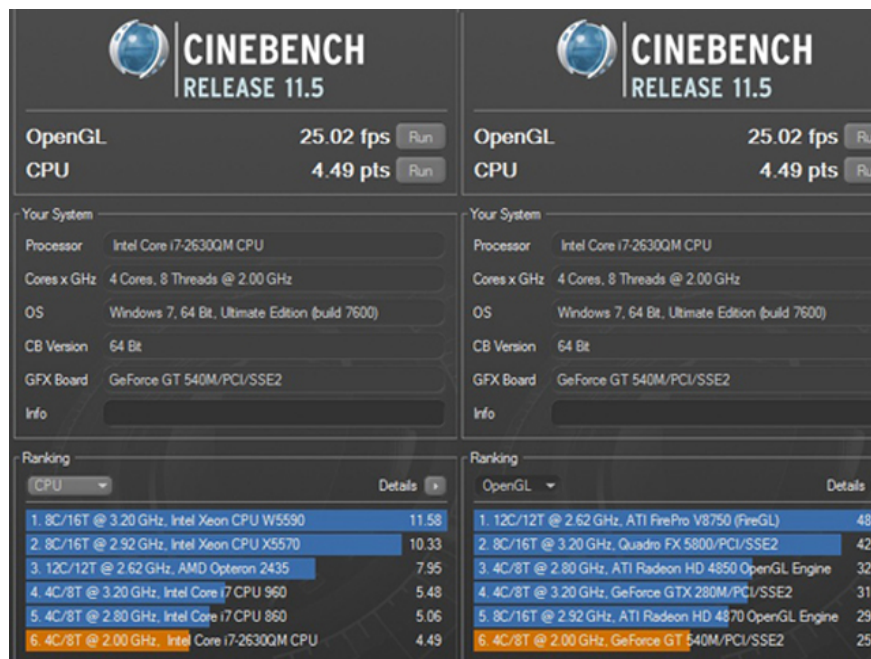 CINEBENCH
RELEASE 11.5
OpenGL 25.02 fps Run
CPU 4.49 pts Run
Your System
Processor Intel Core i7-2630QM CPU
Cores x GHz 4 Cores, 8 Threads @ 2.00 GHz
OS Windows 7, 64 Bit, Ultimate Edition (build 7600)
CB Version 64 Bit
GFX Board GeForce GT 540M/PCI/SSE2
Info
Ranking
CPU Details
1. 8C/16T @ 3.20 GHz, Intel Xeon CPU W5590 11.58
2. 8C/16T @ 2.92 GHz, Intel Xeon CPU X5570 10.33
3. 12C/12T @ 2.62 GHz, AMD Opteron 2435 7.95
4. 4C/8T @ 3.20 GHz, Intel Core i7 CPU 960 5.48
5. 4C/8T @ 2.80 GHz, Intel Core i7 CPU 860 5.06
6. 4C/8T @ 2.00 GHz, Intel Core i7-2630QM CPU 4.49
CINEBENCH
RELEASE 11.5
OpenGL 25.02 fps
CPU 4.49 pts
Your System
Processor Intel Core i7-2630QM CPU
Cores x GHz 4 Cores, 8 Threads @ 2.00 GHz
OS Windows 7, 64 Bit, Ultimate Edition (build 7600)
CB Version 64 Bit
GFX Board GeForce GT 540M/PCI/SSE2
Info
Ranking
OpenGL Details
1. 12C/12T @ 2.62 GHz, ATI FirePro V8750 (FireGL) 48
2. 8C/16T @ 3.20 GHz, Quadro FX 5800/PCI/SSE2 42
3. 4C/8T @ 2.80 GHz, ATI Radeon HD 4850 OpenGL Engine 32
4. 4C/8T @ 3.20 GHz, GeForce GTX 280M/PCI/SSE2 31
5. 8C/16T @ 2.92 GHz, ATI Radeon HD 4870 OpenGL Engine 29
6. 4C/8T @ 2.00 GHz, GeForce GT 540M/PCI/SSE2 25